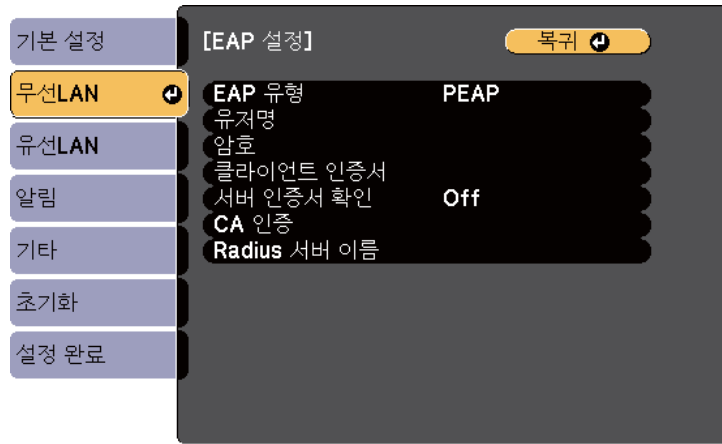 기본 설정
무선LAN
유선LAN
알림
기타
초기화
설정 완료
[EAP 설정]
복귀
EAP 유형 PEAP
유저명
암호
클라이언트 인증서
서버 인증서 확인 Off
CA 인증
Radius 서버 이름